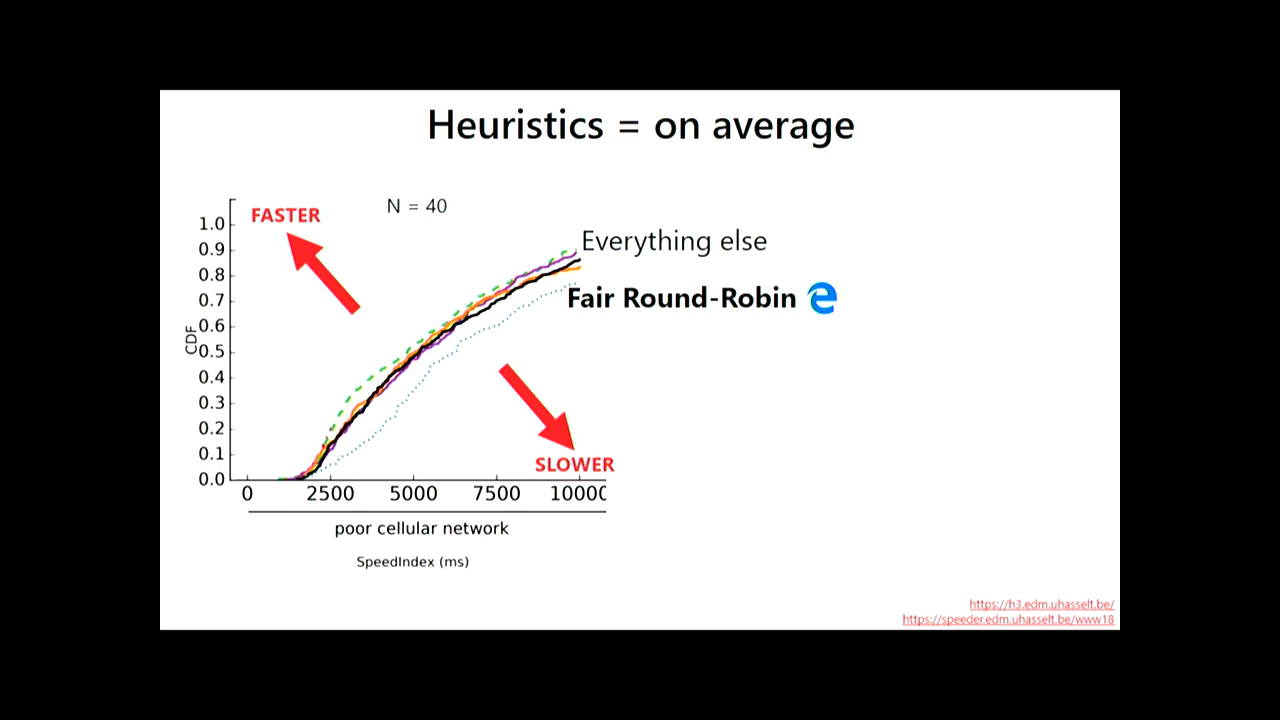 Heuristics = on average
N = 40
FASTER
Everything else
Fair Round-Robin
SLOWER
CDF
1.0
0.9
0.8
0.7
0.6
0.5
0.4
0.3
0.2
0.1
0.0
0 2500 5000 7500 10000
poor cellular network
SpeedIndex (ms)
https://h3.edm.uhasselt.be/
https://speeder.edm.uhasselt.be/www18